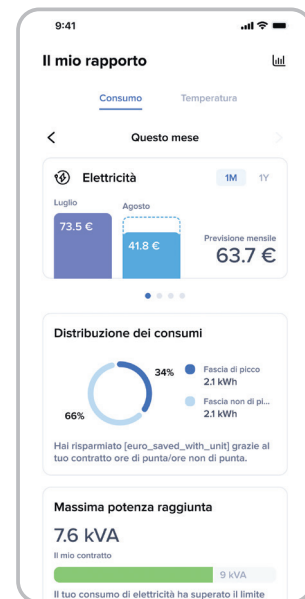 9:41
Il mio rapporto
Consumo
Temperatura
Questo mese
Elettricità
1M
1Y
Luglio
Agosto
73.5 €
41.8 €
Previsione mensile
63.7 €
Distribuzione dei consumi
34%
66%
Fascia di picco
2.1 kWh
Fascia non di pi...
2.1 kWh
Hai risparmiato [euro_saved_with_unit] grazie al
tuo contratto ore di punta/ore non di punta.
Massima potenza raggiunta
7.6 kVA
Il mio contratto
9 kVA
Il tuo consumo di elettricità ha superato il limite